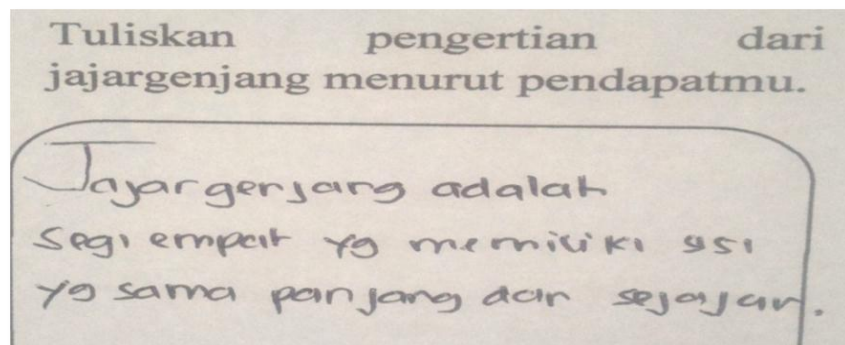 Tuliskan pengertian dari
jajargenjang menurut pendapatmu.
Jajargenjang adalah
segi empat yg memiliki sisi
yg sama panjang dan sejajar.